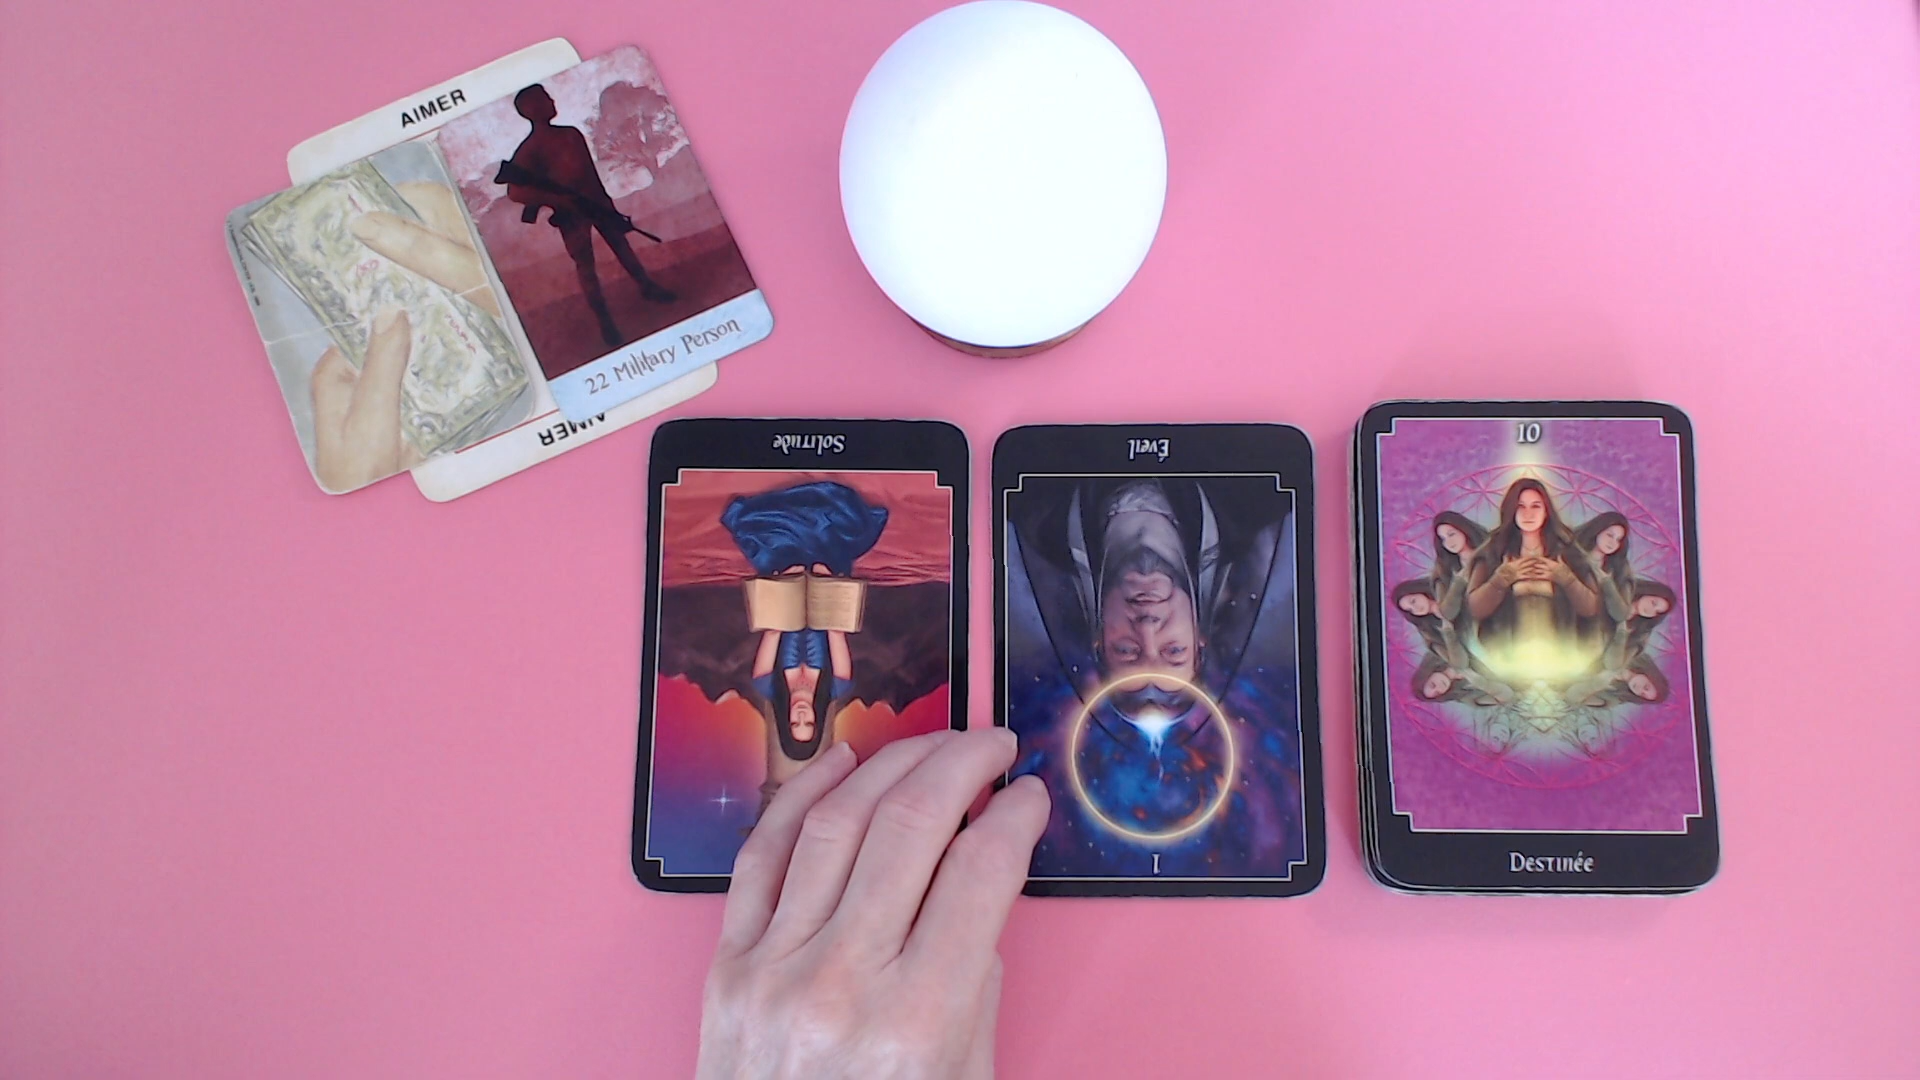 AIMER
22 Military Person
AIMER
Solitude
Éveil
1
10
Destinée